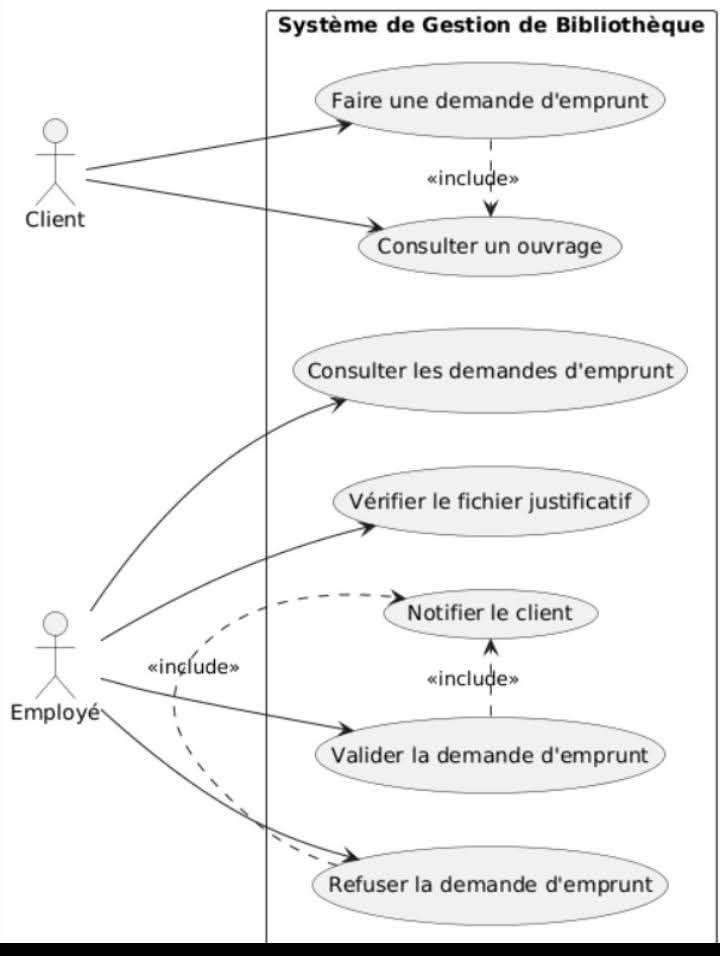 Système de Gestion de Bibliothèque
Faire une demande d'emprunt
«include»
Client
Consulter un ouvrage
Consulter les demandes d'emprunt
Vérifier le fichier justificatif
Notifier le client
«include»
«include»
Employé
Valider la demande d'emprunt
Refuser la demande d'emprunt